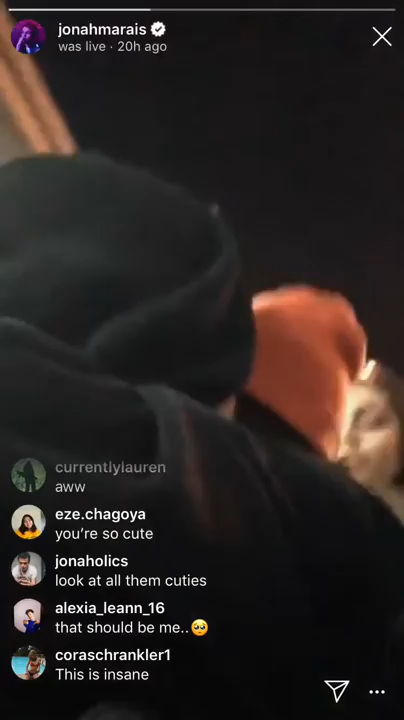 jonahmarais
was live · 20h ago
currentlylauren
aww
eze.chagoya
you're so cute
jonaholics
look at all them cuties
alexia_leann_16
that should be me..🥺
coraschrankler1
This is insane